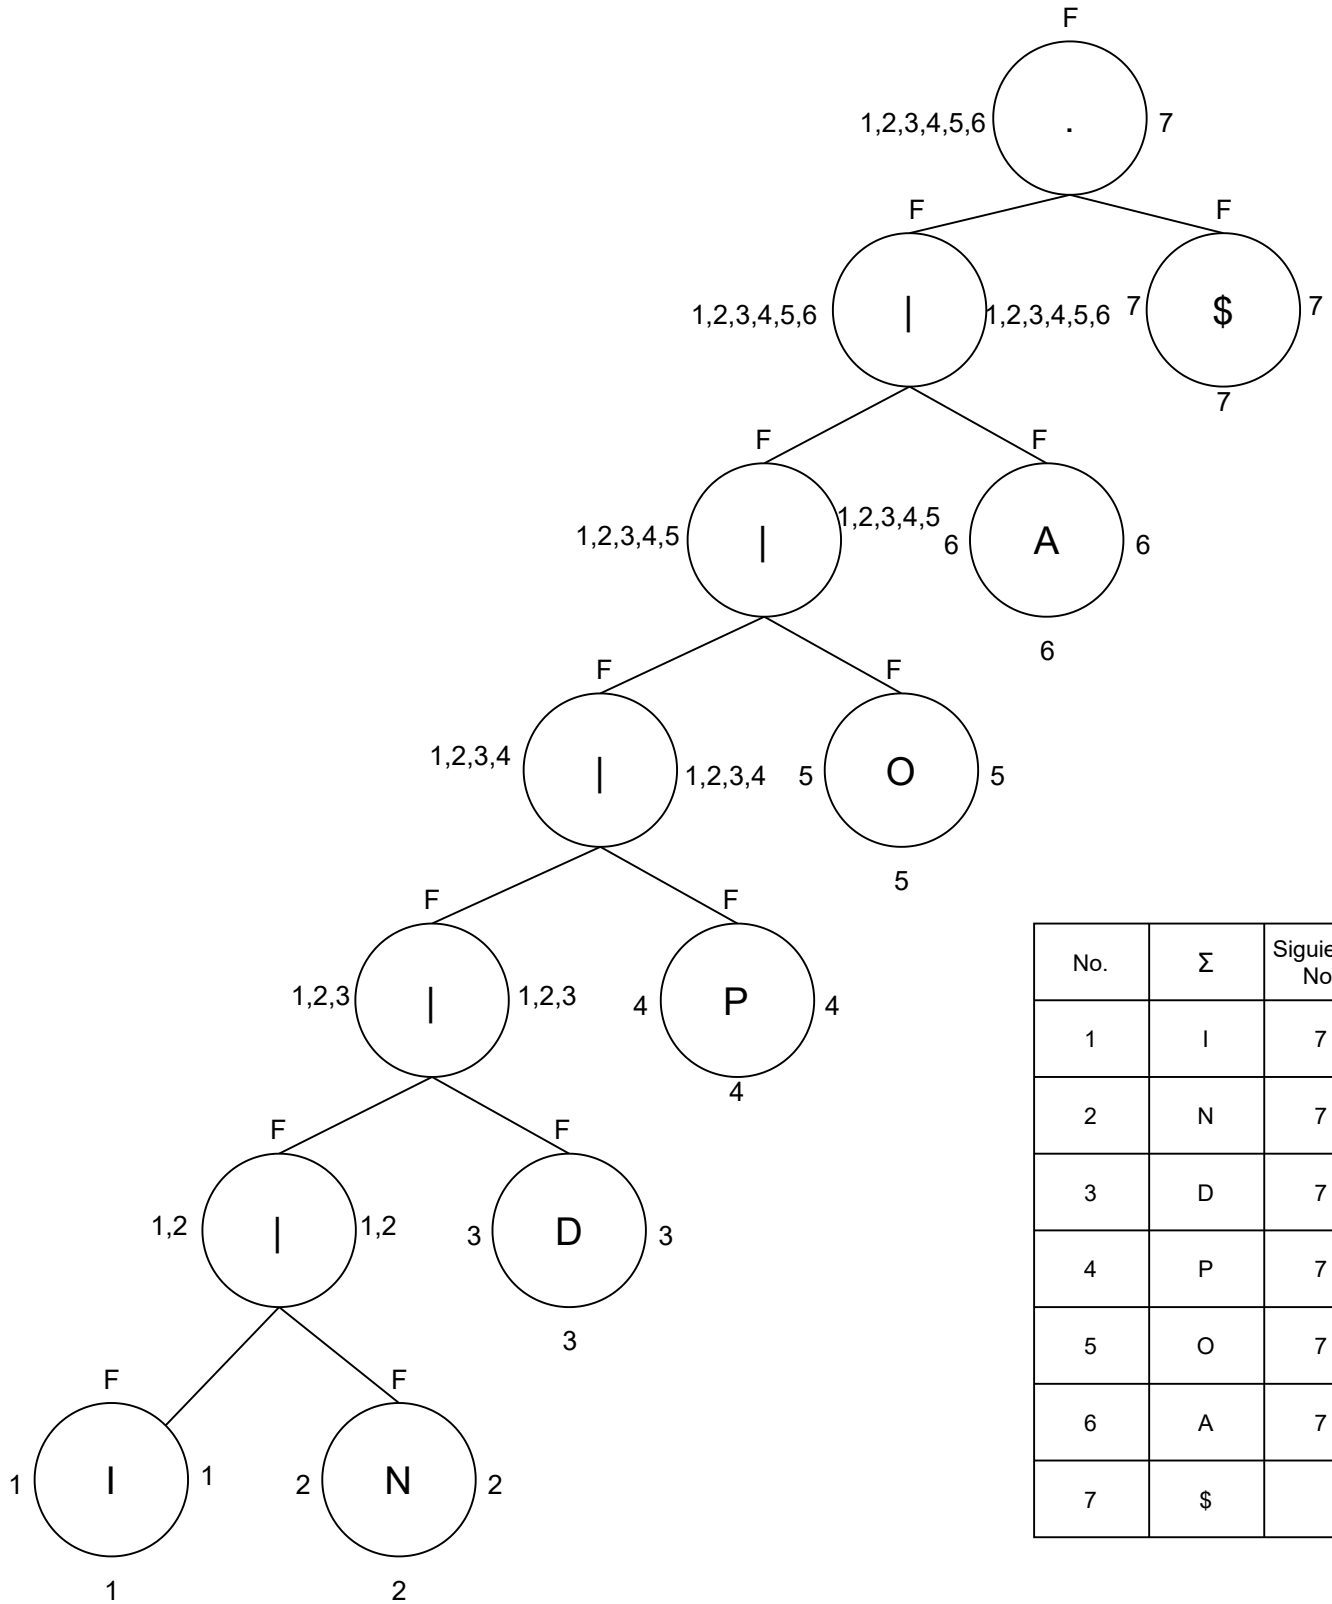 F
1,2,3,4,5,6 . 7
F F
1,2,3,4,5,6 | 1,2,3,4,5,6 7 $ 7
7
F F
1,2,3,4,5 | 1,2,3,4,5 6 A 6
6
F F
1,2,3,4 | 1,2,3,4 5 O 5
5
F F
1,2,3 | 1,2,3 4 P 4
4
F F
1,2 | 1,2 3 D 3
3
F F
1 I 1 2 N 2
1 2
No. Σ
1 I 7
2 N 7
3 D 7
4 P 7
5 O 7
6 A 7
7 $